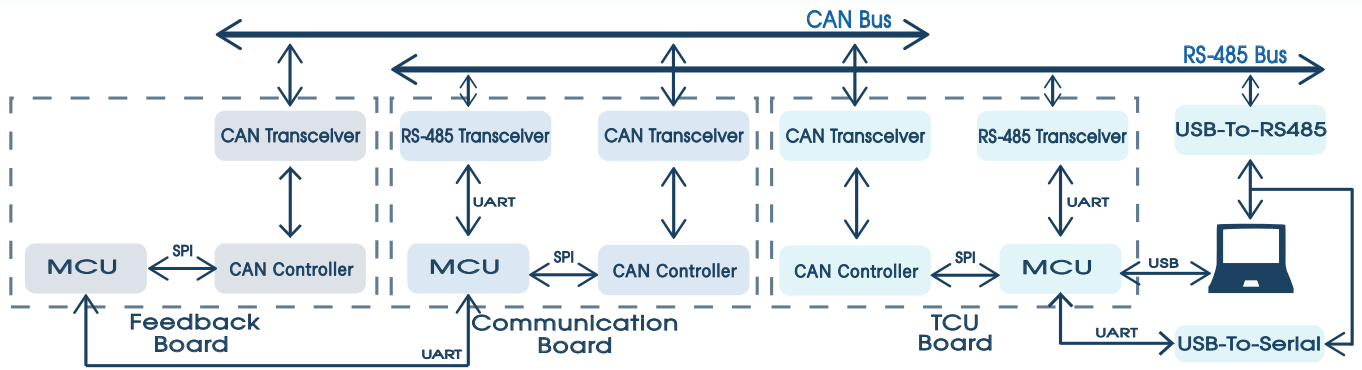 CAN Bus
RS-485 Bus
CAN Transceiver
RS-485 Transceiver
CAN Transceiver
CAN Transceiver
RS-485 Transceiver
USB-To-RS485
UART
UART
MCU
SPI
CAN Controller
MCU
SPI
CAN Controller
CAN Controller
SPI
MCU
USB
Feedback
Board
Communication
Board
TCU
Board
UART
UART
USB-To-Serial